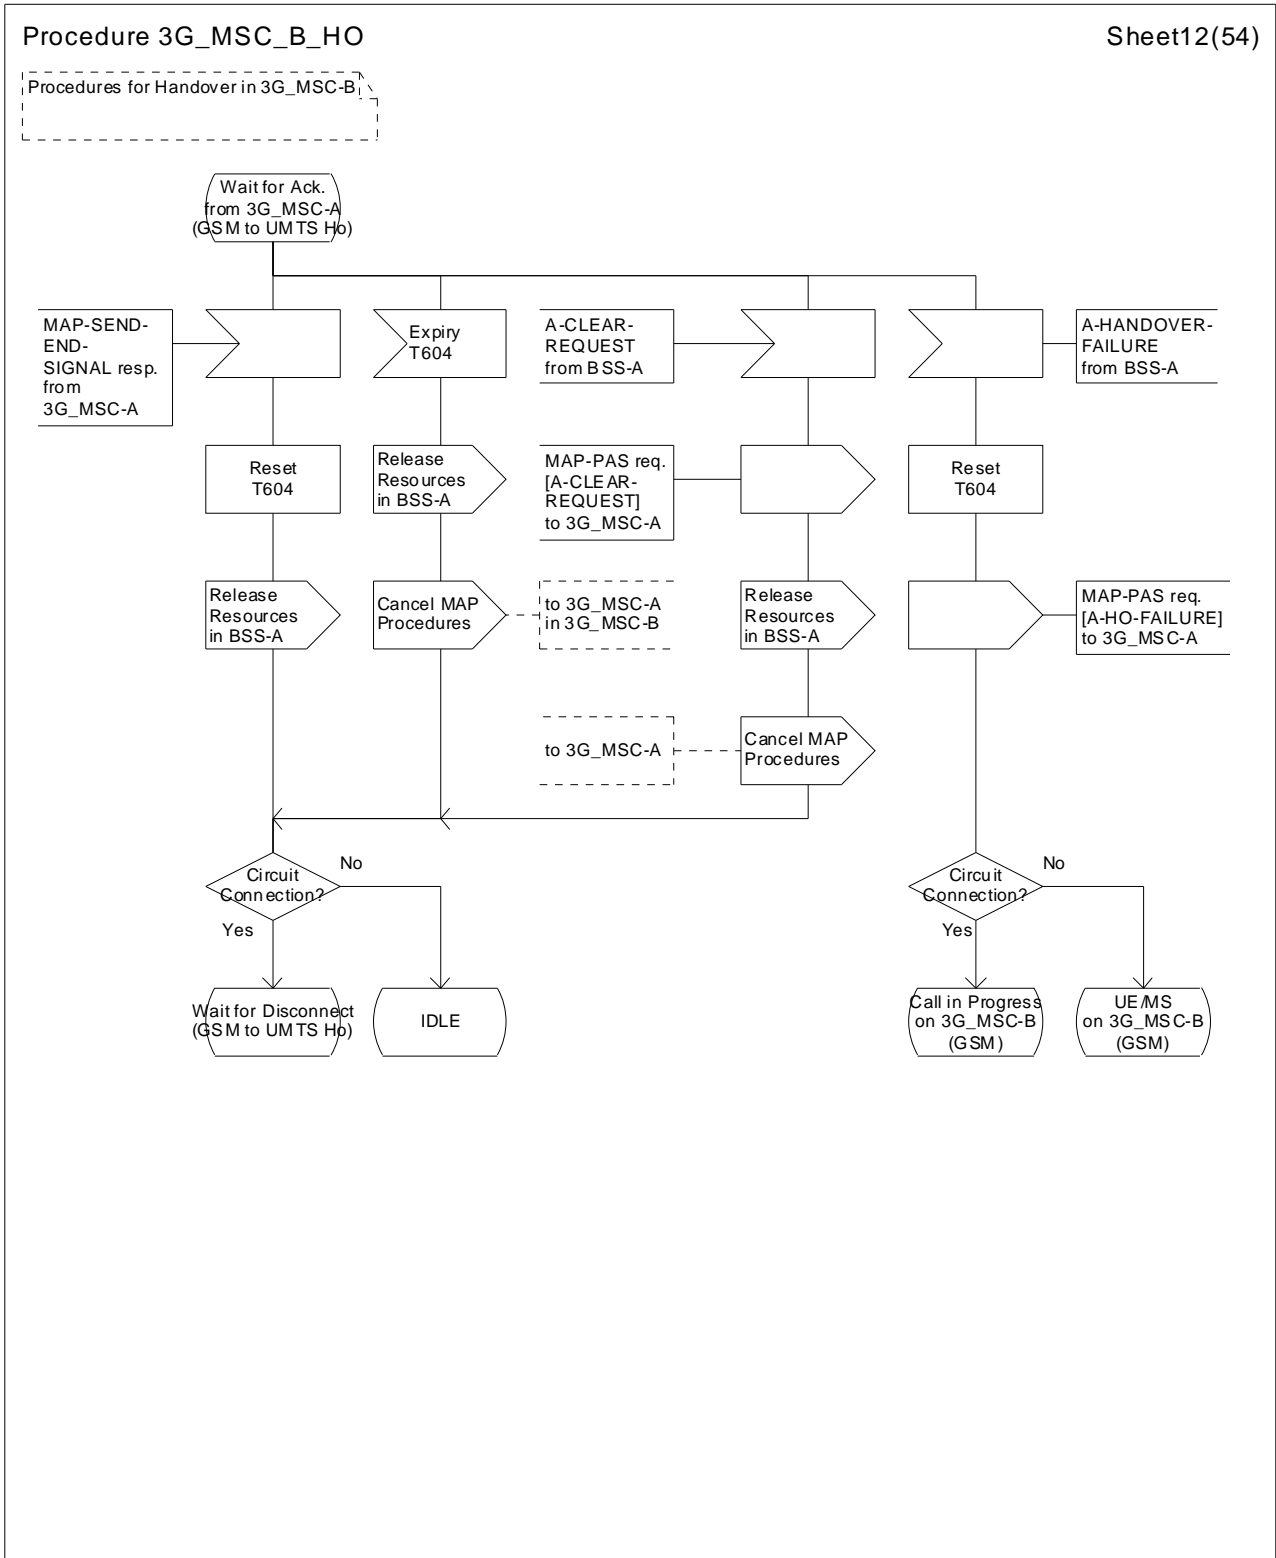 Procedure 3G_MSC_B_HO
Sheet12(54)
Procedures for Handover in 3G_MSC-B
Wait for Ack.
from 3G_MSC-A
(GSM to UMTS Ho)
MAP-SEND-
END-
SIGNAL resp.
from
3G_MSC-A
Expiry
T604
A-CLEAR-
REQUEST
from BSS-A
A-HANDOVER-
FAILURE
from BSS-A
Reset
T604
Release
Resources
in BSS-A
MAP-PAS req.
[A-CLEAR-
REQUEST]
to 3G_MSC-A
Reset
T604
Release
Resources
in BSS-A
Cancel MAP
Procedures
to 3G_MSC-A
in 3G_MSC-B
Release
Resources
in BSS-A
MAP-PAS req.
[A-HO-FAILURE]
to 3G_MSC-A
to 3G_MSC-A
Cancel MAP
Procedures
Circuit
Connection?
No
Yes
Circuit
Connection?
No
Yes
Wait for Disconnect
(GSM to UMTS Ho)
IDLE
Call in Progress
on 3G_MSC-B
(GSM)
UE/MS
on 3G_MSC-B
(GSM)